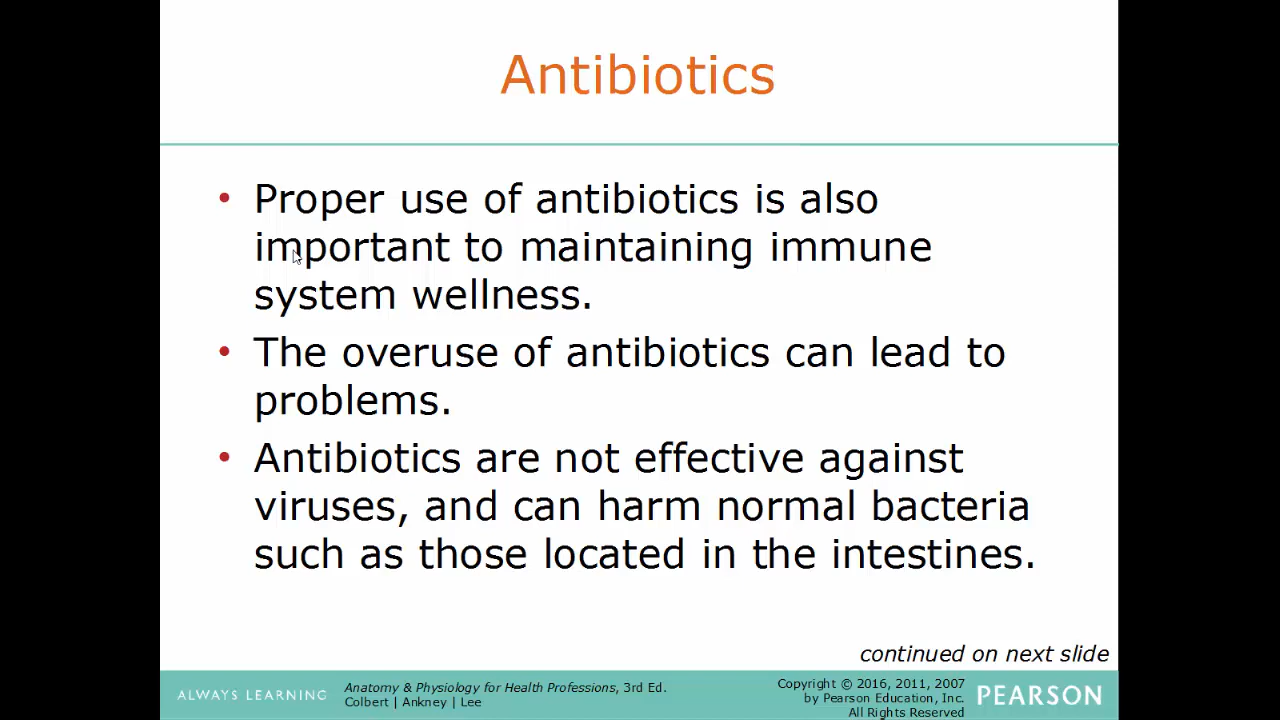 Antibiotics
• Proper use of antibiotics is also
important to maintaining immune
system wellness.
• The overuse of antibiotics can lead to
problems.
• Antibiotics are not effective against
viruses, and can harm normal bacteria
such as those located in the intestines.
continued on next slide
ALWAYS LEARNING
Anatomy & Physiology for Health Professions, 3rd Ed.
Colbert | Ankney | Lee
Copyright © 2016, 2011, 2007
by Pearson Education, Inc.
All Rights Reserved
PEARSON